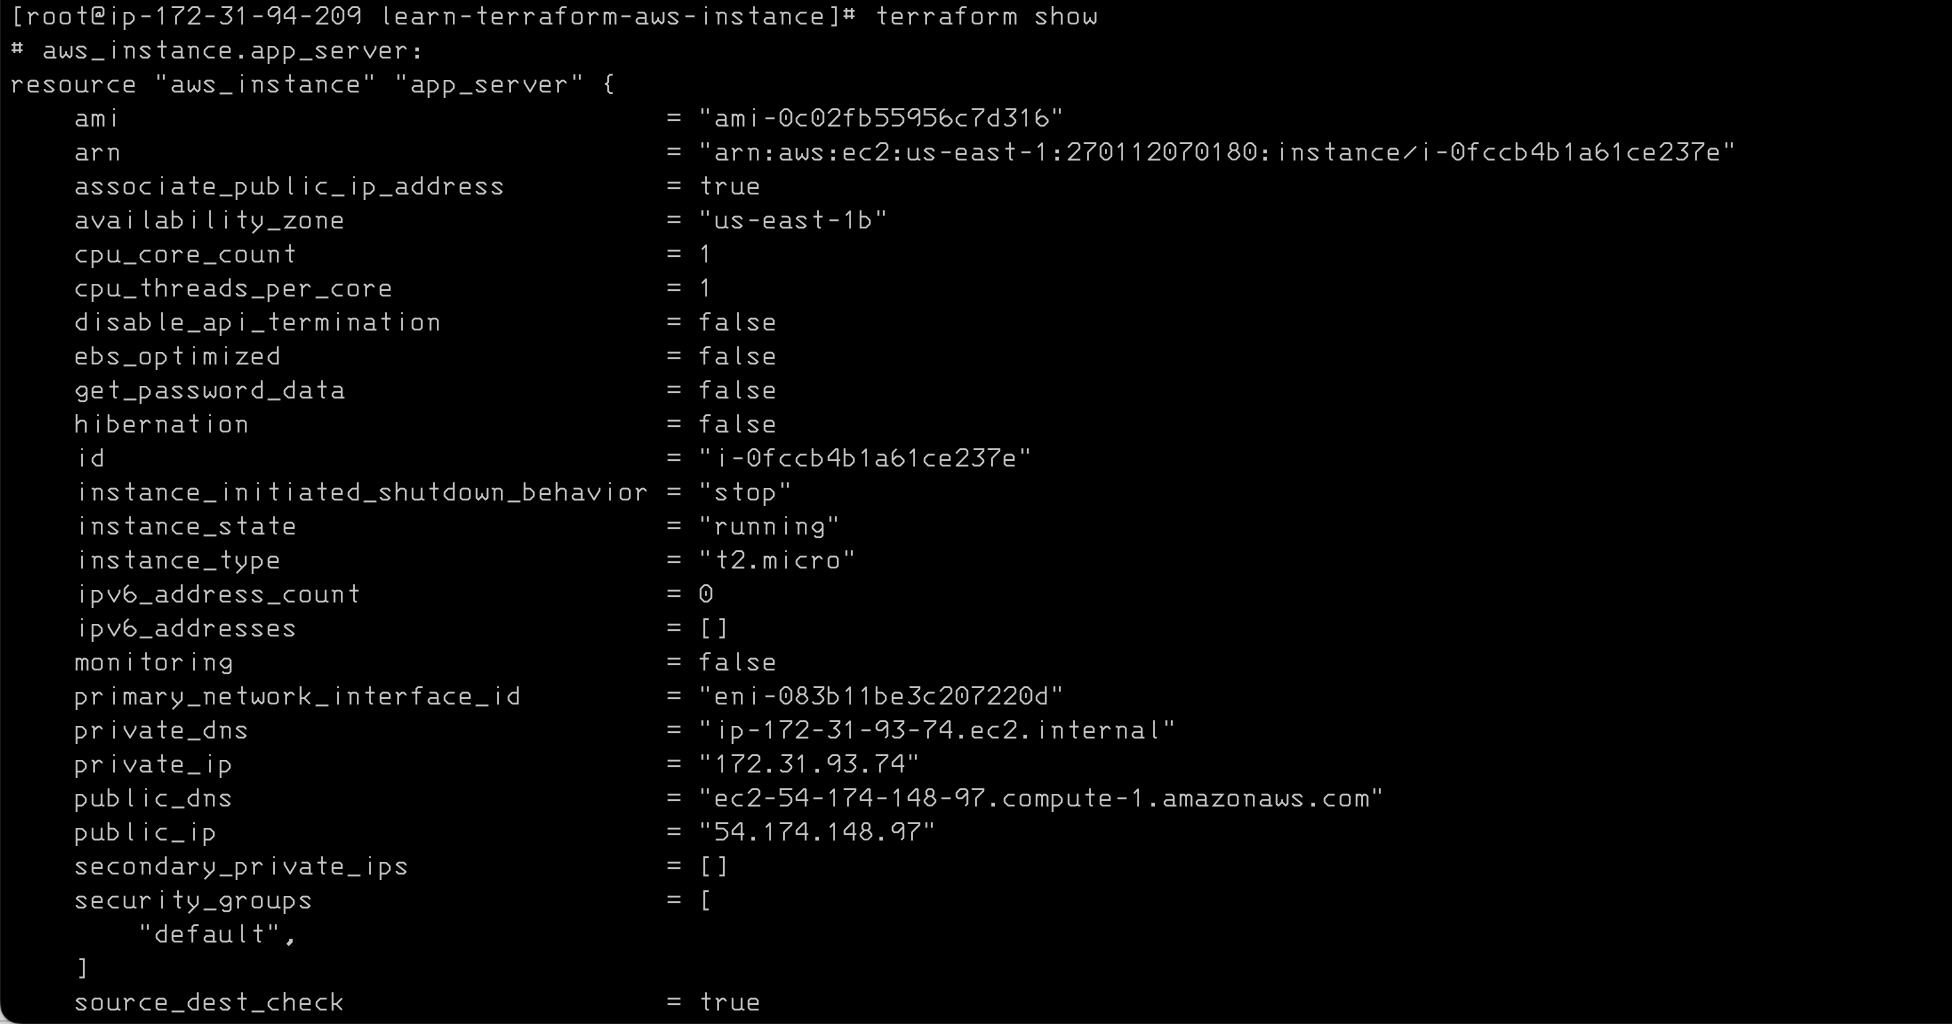 [root@ip-172-31-94-209 learn-terraform-aws-instance]# terraform show
# aws_instance.app_server:
resource "aws_instance" "app_server" {
    ami                                  = "ami-0c02fb55956c7d316"
    arn                                  = "arn:aws:ec2:us-east-1:270112070180:instance/i-0fccb4b1a61ce237e"
    associate_public_ip_address          = true
    availability_zone                    = "us-east-1b"
    cpu_core_count                       = 1
    cpu_threads_per_core                 = 1
    disable_api_termination              = false
    ebs_optimized                        = false
    get_password_data                    = false
    hibernation                          = false
    id                                   = "i-0fccb4b1a61ce237e"
    instance_initiated_shutdown_behavior = "stop"
    instance_state                       = "running"
    instance_type                        = "t2.micro"
    ipv6_address_count                   = 0
    ipv6_addresses                       = []
    monitoring                           = false
    primary_network_interface_id         = "eni-083b11be3c207220d"
    private_dns                          = "ip-172-31-93-74.ec2.internal"
    private_ip                           = "172.31.93.74"
    public_dns                           = "ec2-54-174-148-97.compute-1.amazonaws.com"
    public_ip                            = "54.174.148.97"
    secondary_private_ips                = []
    security_groups                      = [
        "default",
    ]
    source_dest_check                    = true